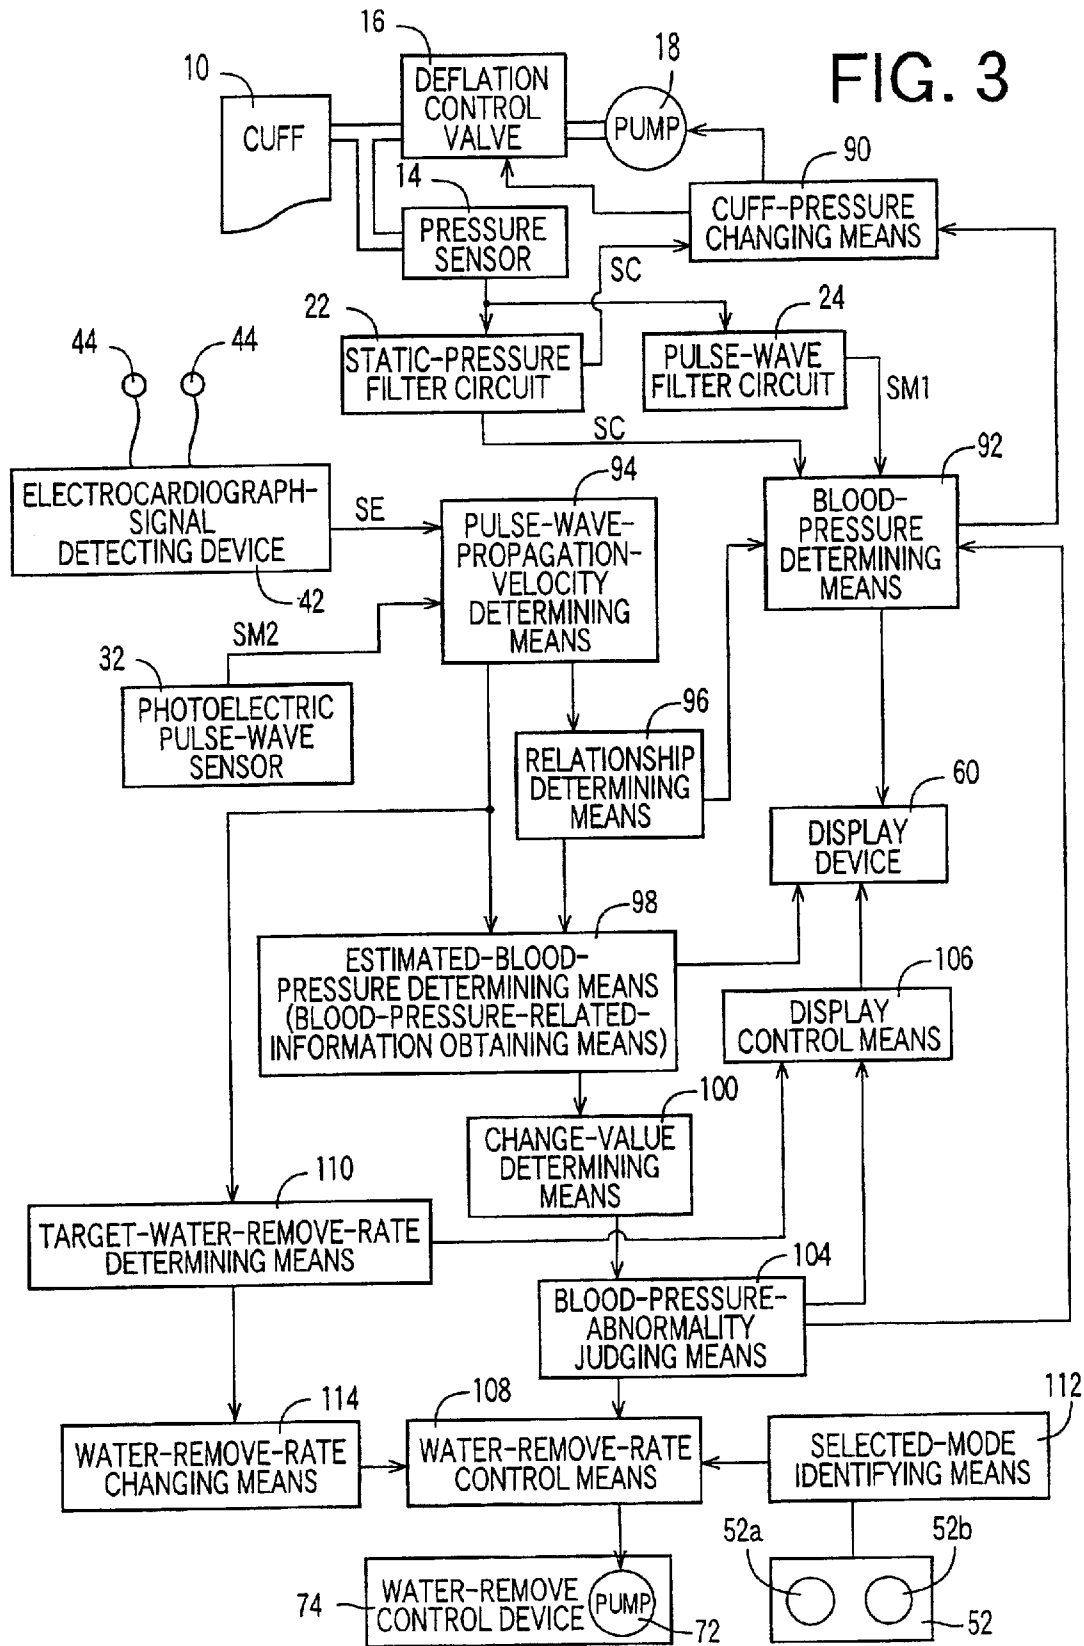 FIG. 3
16
18
10
DEFLATION
CONTROL
VALVE
PUMP
CUFF
90
14
CUFF-PRESSURE
CHANGING MEANS
PRESSURE
SENSOR
SC
22
24
44
44
STATIC-PRESSURE
FILTER CIRCUIT
PULSE-WAVE
FILTER CIRCUIT
SM1
SC
92
94
ELECTROCARDIOGRAPH-
SIGNAL
DETECTING DEVICE
SE
PULSE-WAVE-
PROPAGATION-
VELOCITY
DETERMINING
MEANS
BLOOD-
PRESSURE
DETERMINING
MEANS
42
SM2
32
PHOTOELECTRIC
PULSE-WAVE
SENSOR
96
RELATIONSHIP
DETERMINING
MEANS
60
DISPLAY
DEVICE
98
ESTIMATED-BLOOD-
PRESSURE DETERMINING MEANS
(BLOOD-PRESSURE-RELATED-
INFORMATION OBTAINING MEANS)
106
DISPLAY
CONTROL MEANS
100
CHANGE-VALUE
DETERMINING
MEANS
110
TARGET-WATER-REMOVE-RATE
DETERMINING MEANS
104
BLOOD-PRESSURE-
ABNORMALITY
JUDGING MEANS
114
108
112
WATER-REMOVE-RATE
CHANGING MEANS
WATER-REMOVE-RATE
CONTROL MEANS
SELECTED-MODE
IDENTIFYING MEANS
52a
52b
74
WATER-REMOVE
CONTROL DEVICE
PUMP
72
52